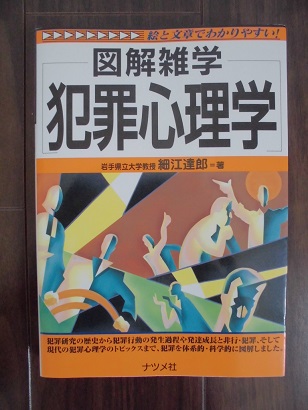 絵と文章でわかりやすい!
図解雑学
犯罪心理学
岩手県立大学教授 細江達郎=著
犯罪研究の歴史から犯罪行動の発生過程や発達成長と非行・犯罪、そして
現代の犯罪心理学のトピックスまで、犯罪を体系的・科学的に図解しました。
ナツメ社